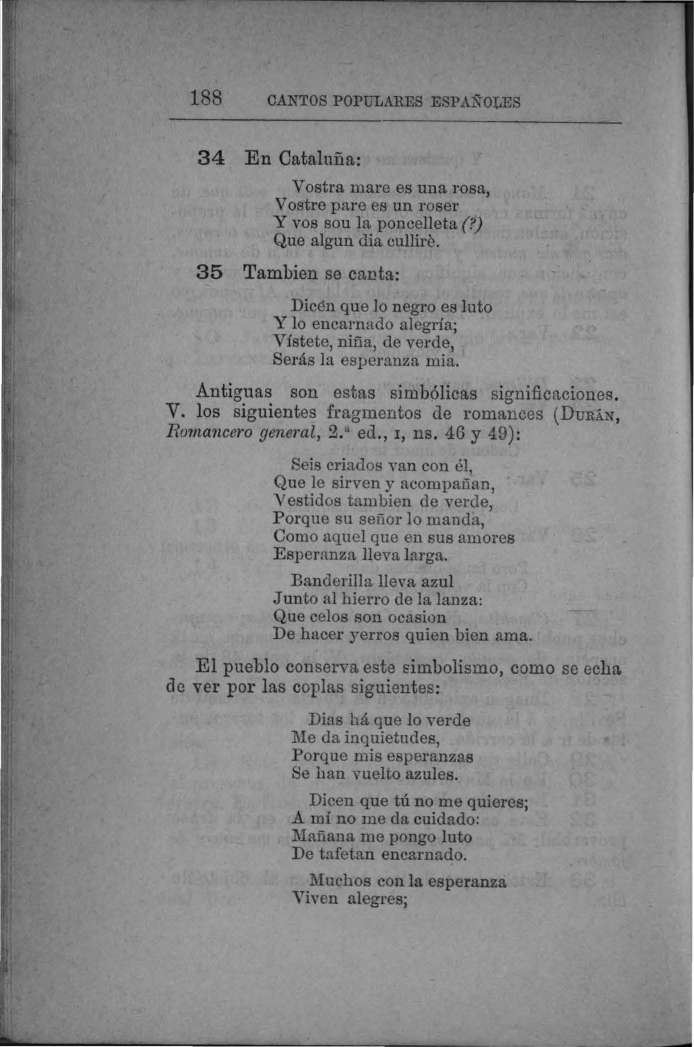 188 CANTOS POPULARES ESPAÑOLES
34 En Cataluña:
Vostra mare es una rosa,
Vostre pare es un roser
Y vos sou la poncelleta (?)
Que algun dia cullirè.
35 Tambien se canta:
Dicén que lo negro es luto
Y lo encarnado alegría;
Vístete, niña, de verde,
Serás la esperanza mia.
Antiguas son estas simbólicas significaciones.
V. los siguientes fragmentos de romances (DURÁN,
Romancero general, 2.ª ed., I, ns. 46 y 49):
Seis criados van con él,
Que le sirven y acompañan,
Vestidos tambien de verde,
Porque su señor lo manda,
Como aquel que en sus amores
Esperanza lleva larga.
Banderilla lleva azul
Junto al hierro de la lanza:
Que celos son ocasion
De hacer yerros quien bien ama.
El pueblo conserva este simbolismo, como se echa
de ver por las coplas siguientes:
Dias há que lo verde
Me da inquietudes,
Porque mis esperanzas
Se han vuelto azules.
Dicen que tú no me quieres;
A mí no me da cuidado:
Mañana me pongo luto
De tafetan encarnado.
Muchos con la esperanza
Viven alegres;